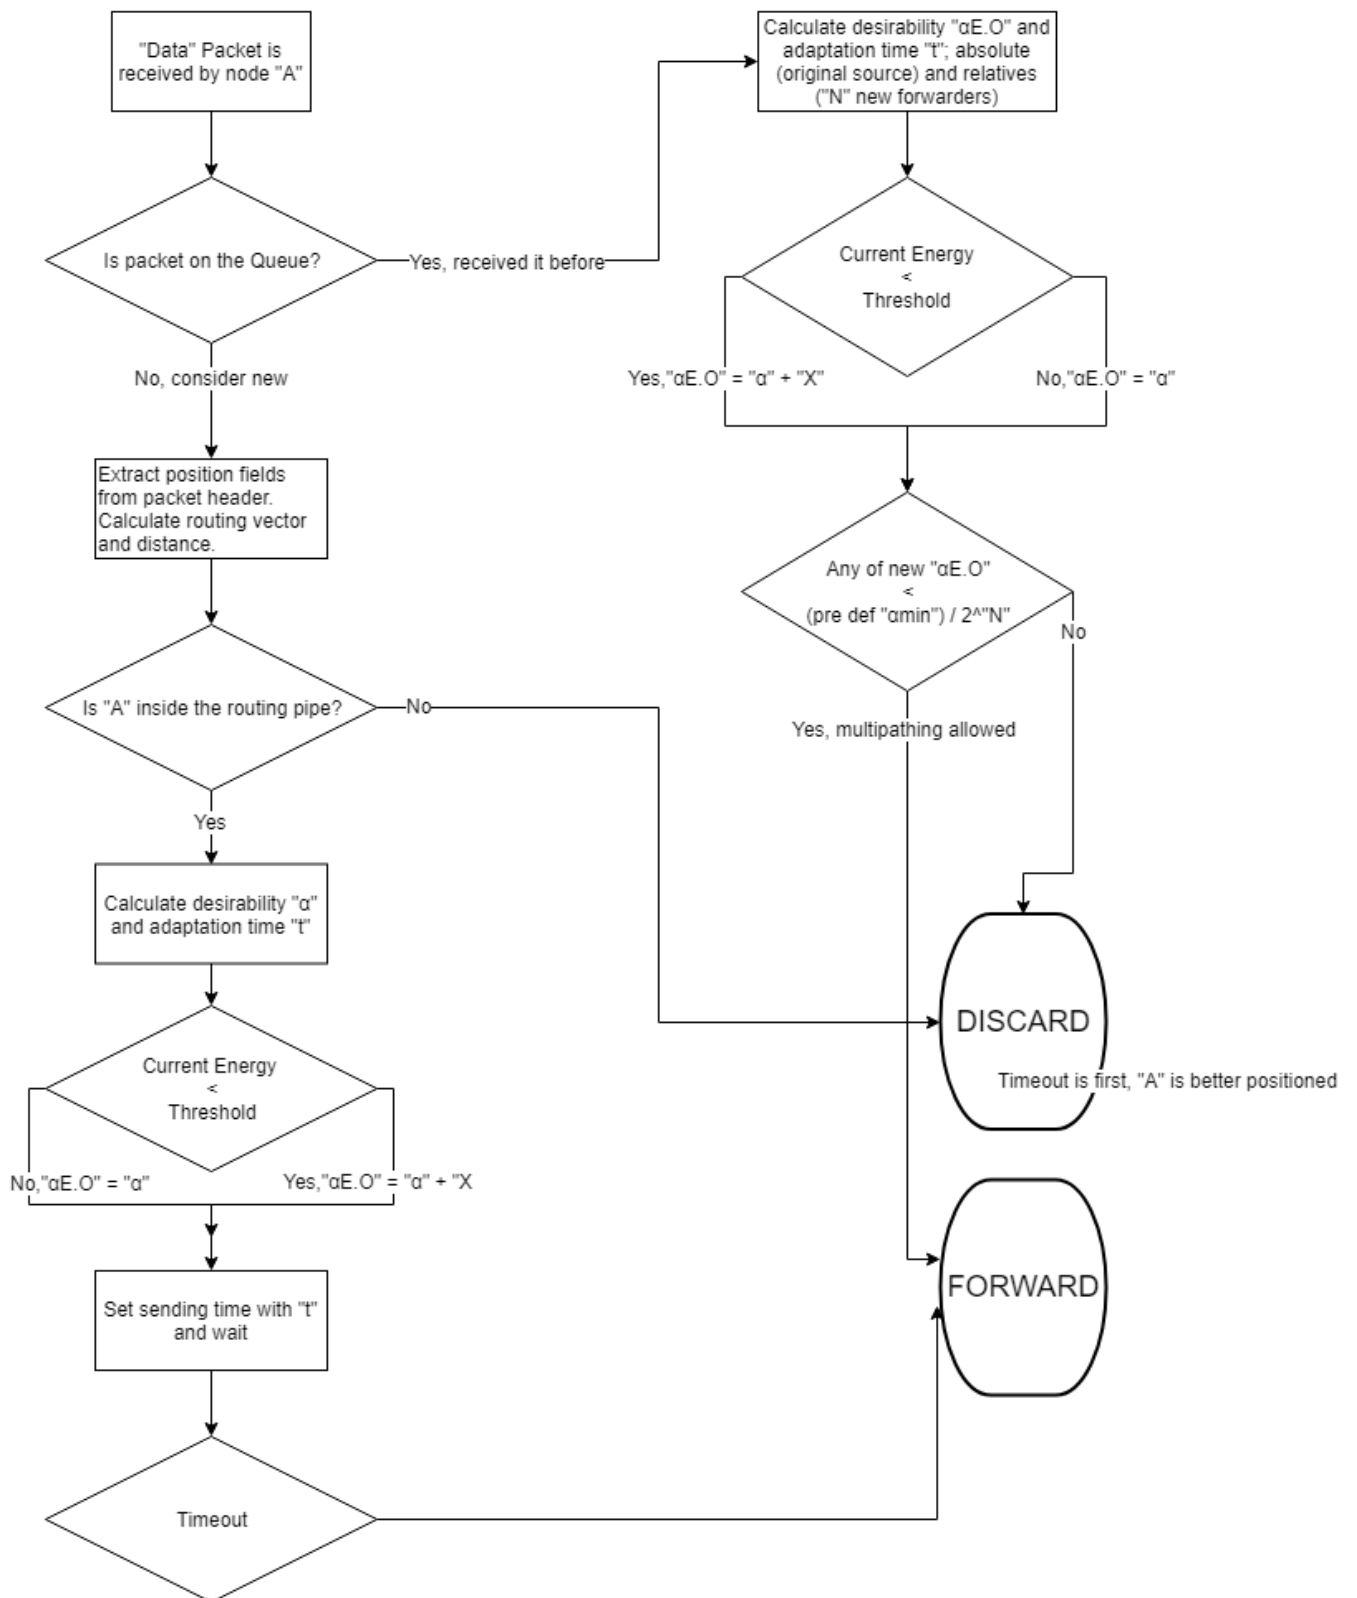 "Data" Packet is
received by node "A"
Is packet on the Queue?
Yes, received it before
No, consider new
Extract position fields
from packet header.
Calculate routing vector
and distance.
Is "A" inside the routing pipe?
No
Yes
Calculate desirability "α"
and adaptation time "t"
Current Energy
<
Threshold
No,"αE.O" = "α"
Yes,"αE.O" = "α" + "X
Set sending time with "t"
and wait
Timeout
Calculate desirability "αE.O" and
adaptation time "t"; absolute
(original source) and relatives
("N" new forwarders)
Current Energy
<
Threshold
Yes,"αE.O" = "α" + "X"
No,"αE.O" = "α"
Any of new "αE.O"
<
(pre def "αmin") / 2^"N"
No
Yes, multipathing allowed
DISCARD
Timeout is first, "A" is better positioned
FORWARD